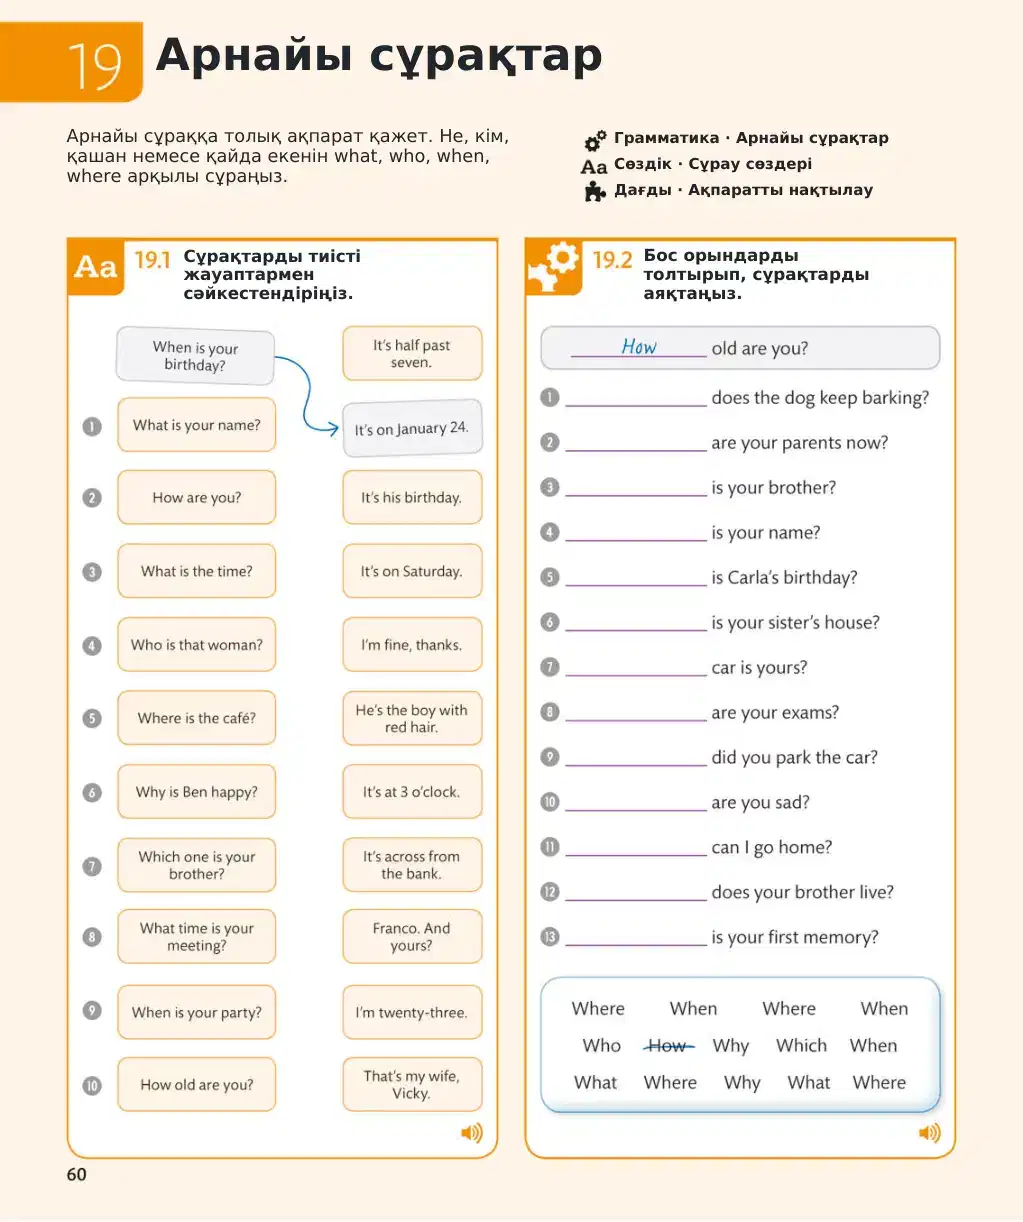 19
Арнайы сұрақтар
Арнайы сұраққа толық ақпарат қажет. Не, кім,
қашан немесе қайда екенін what, who, when,
where арқылы сұраңыз.
Грамматика · Арнайы сұрақтар
Aa Сөздік · Сұрау сөздері
Дағды · Ақпаратты нақтылау
Aa 19.1 Сұрақтарды тиісті
жауаптармен
сәйкестендіріңіз.
When is your
birthday?
It's half past
seven.
1 What is your name?
It's on January 24.
2 How are you?
It's his birthday.
3 What is the time?
It's on Saturday.
4 Who is that woman?
I'm fine, thanks.
5 Where is the café?
He's the boy with
red hair.
6 Why is Ben happy?
It's at 3 o'clock.
7 Which one is your
brother?
It's across from
the bank.
8 What time is your
meeting?
Franco. And
yours?
9 When is your party?
I'm twenty-three.
10 How old are you?
That's my wife,
Vicky.
19.2 Бос орындарды
толтырып, сұрақтарды
аяқтаңыз.
How old are you?
1 does the dog keep barking?
2 are your parents now?
3 is your brother?
4 is your name?
5 is Carla's birthday?
6 is your sister's house?
7 car is yours?
8 are your exams?
9 did you park the car?
10 are you sad?
11 can I go home?
12 does your brother live?
13 is your first memory?
Where When Where When
Who How Why Which When
What Where Why What Where
60